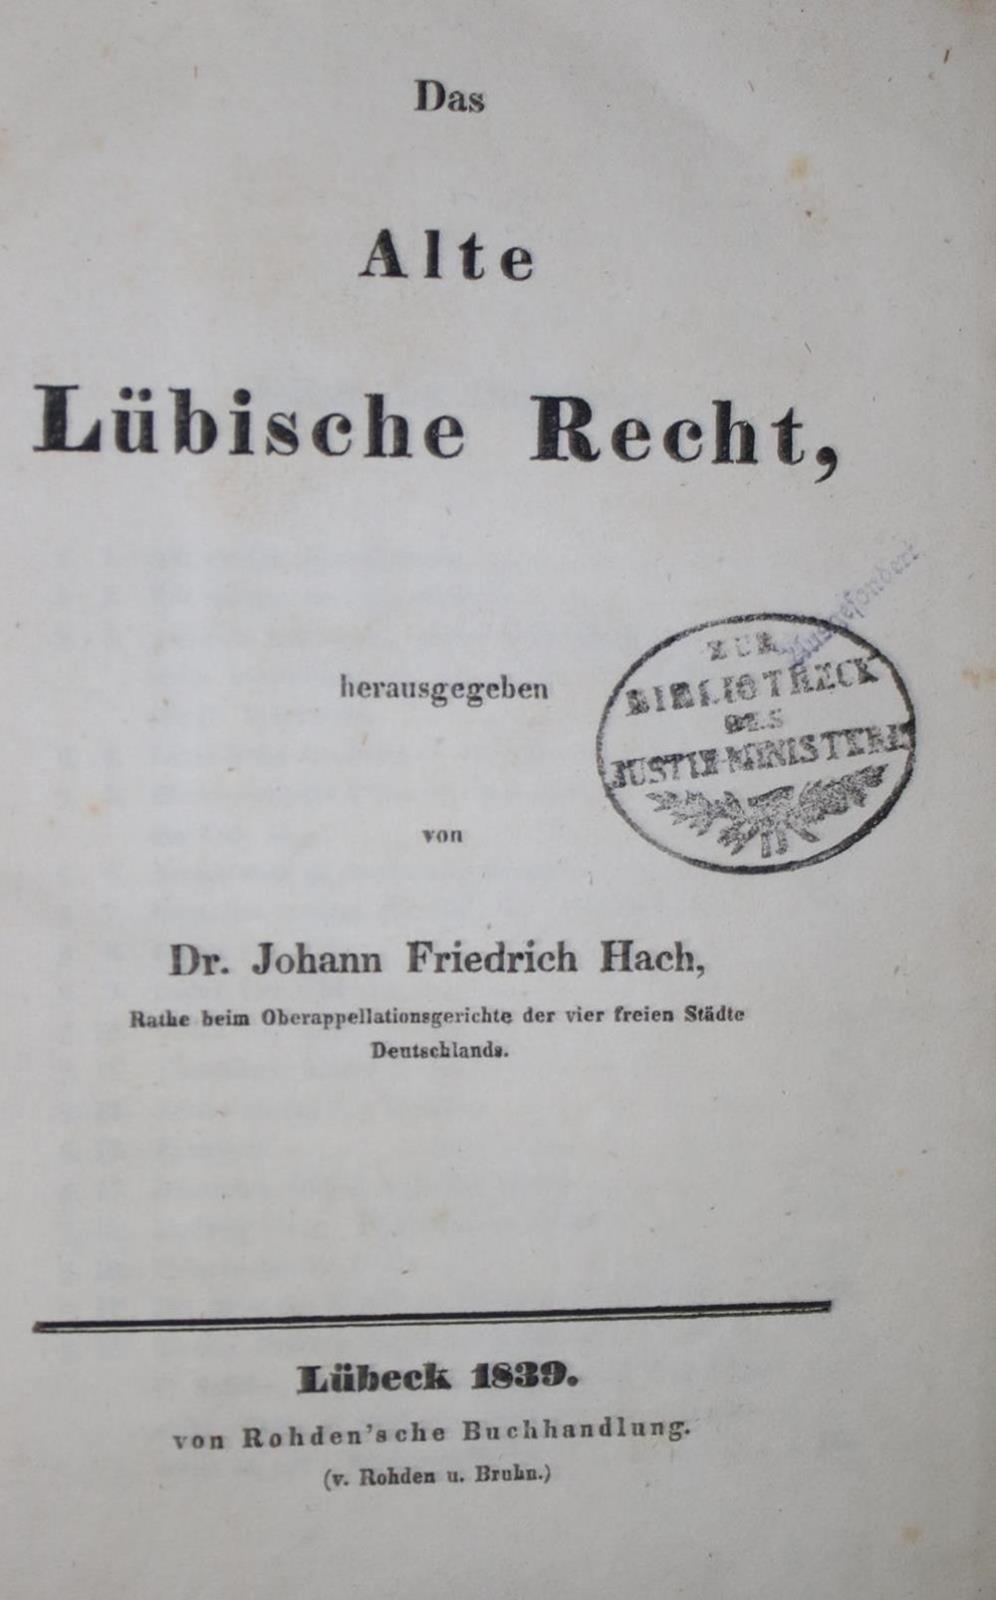 Das
Alte
Lübische Recht,
herausgegeben
von
Dr. Johann Friedrich Hach,
Rathe beim Oberappellationsgerichte der vier freien Städte
Deutschlands.
Ausgesondert
ZUR
BIBLIOTHECK
DES
JUSTIZ-MINISTERII
Lübeck 1839.
von Rohden'sche Buchhandlung.
(v. Rohden u. Bruhn.)